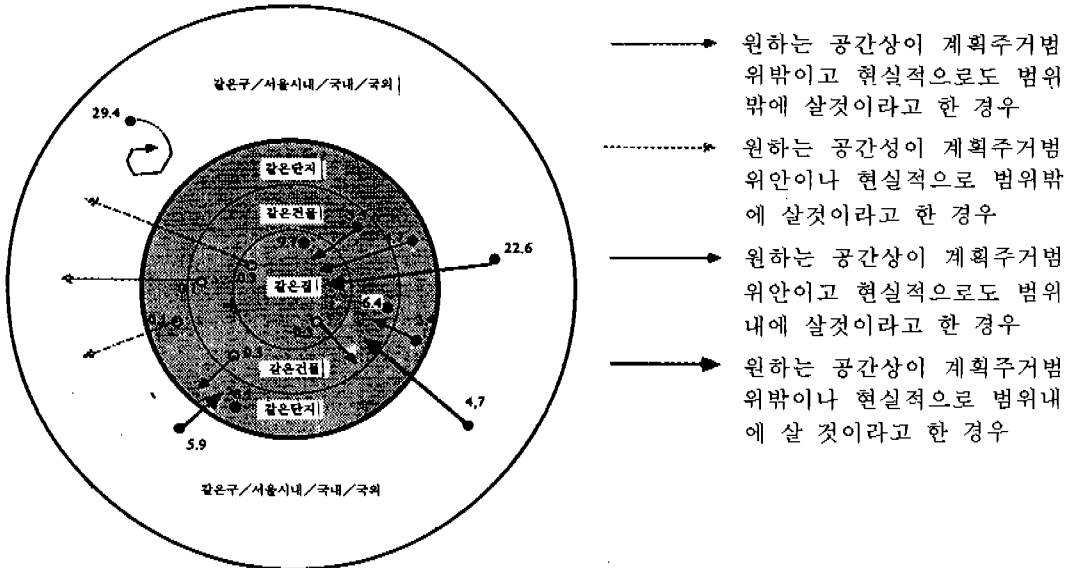 같은구/서울시내/국내/국외
29.4
같은단지
같은건물
22.6
같은집
6.4
같은건물
같은단지
4,7
5.9
같은구/서울시내/국내/국외
원하는 공간상이 계획주거범
위밖이고 현실적으로도 범위
밖에 살것이라고 한 경우
원하는 공간성이 계획주거범
위안이나 현실적으로 범위밖
에 살것이라고 한 경우
원하는 공간상이 계획주거범
위안이고 현실적으로도 범위
내에 살것이라고 한 경우
원하는 공간상이 계획주거범
위밖이나 현실적으로 범위내
에 살 것이라고 한 경우